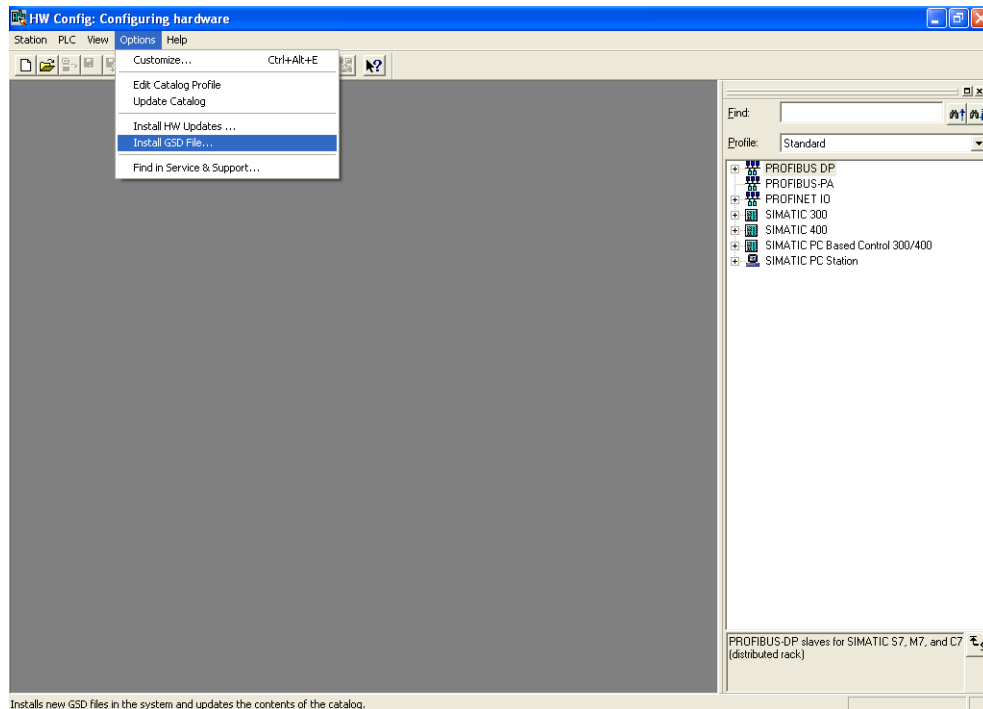 HW Config: Configuring hardware
Station PLC View Options Help
Customize... Ctrl+Alt+E
Edit Catalog Profile
Update Catalog
Install HW Updates ...
Install GSD File...
Find in Service & Support...
Find:
Profile: Standard
PROFIBUS DP
PROFIBUS-PA
PROFINET IO
SIMATIC 300
SIMATIC 400
SIMATIC PC Based Control 300/400
SIMATIC PC Station
PROFIBUS-DP slaves for SIMATIC S7, M7, and C7
(distributed rack)
Installs new GSD files in the system and updates the contents of the catalog.